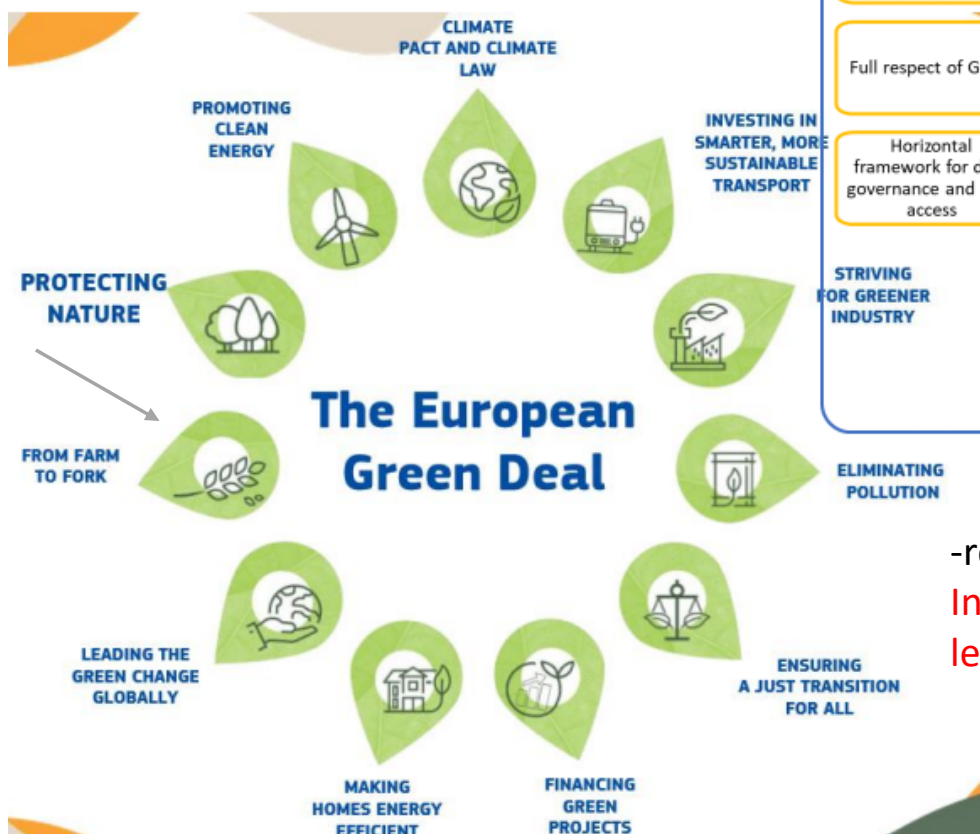 CLIMATE
PACT AND CLIMATE
LAW
PROMOTING
CLEAN
ENERGY
INVESTING IN
SMARTER, MORE
SUSTAINABLE
TRANSPORT
PROTECTING
NATURE
STRIVING
FOR GREENER
INDUSTRY
The European
Green Deal
FROM FARM
TO FORK
ELIMINATING
POLLUTION
LEADING THE
GREEN CHANGE
GLOBALLY
ENSURING
A JUST TRANSITION
FOR ALL
MAKING
HOMES ENERGY
EFFICIENT
FINANCING
GREEN
PROJECTS
Full respect of
Horizontal
framework for
governance and
access